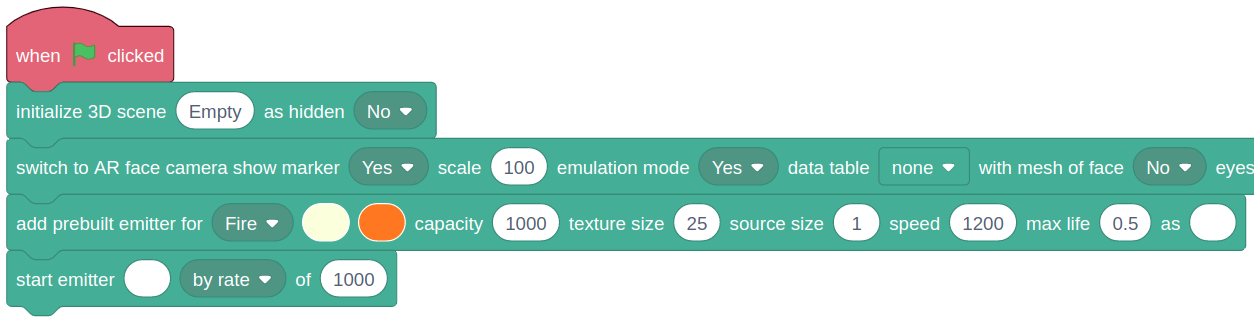 when clicked
initialize 3D scene Empty as hidden No
switch to AR face camera show marker Yes scale 100 emulation mode Yes data table none with mesh of face No eyes
add prebuilt emitter for Fire capacity 1000 texture size 25 source size 1 speed 1200 max life 0.5 as
start emitter by rate of 1000